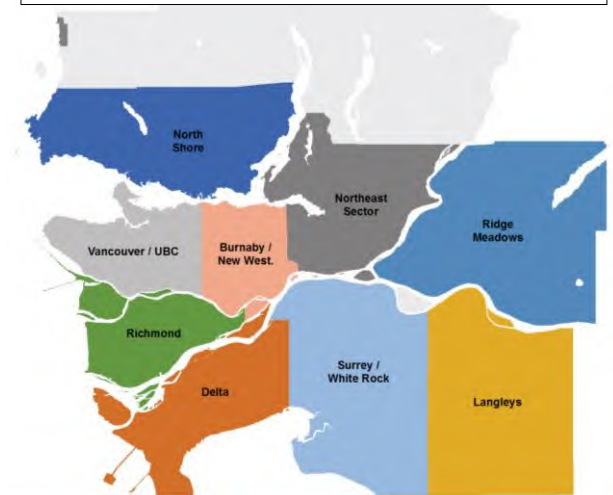 North
Shore
Northeast
Sector
Ridge
Meadows
Vancouver / UBC
Burnaby /
New West.
Richmond
Surrey /
White Rock
Delta
Langleys